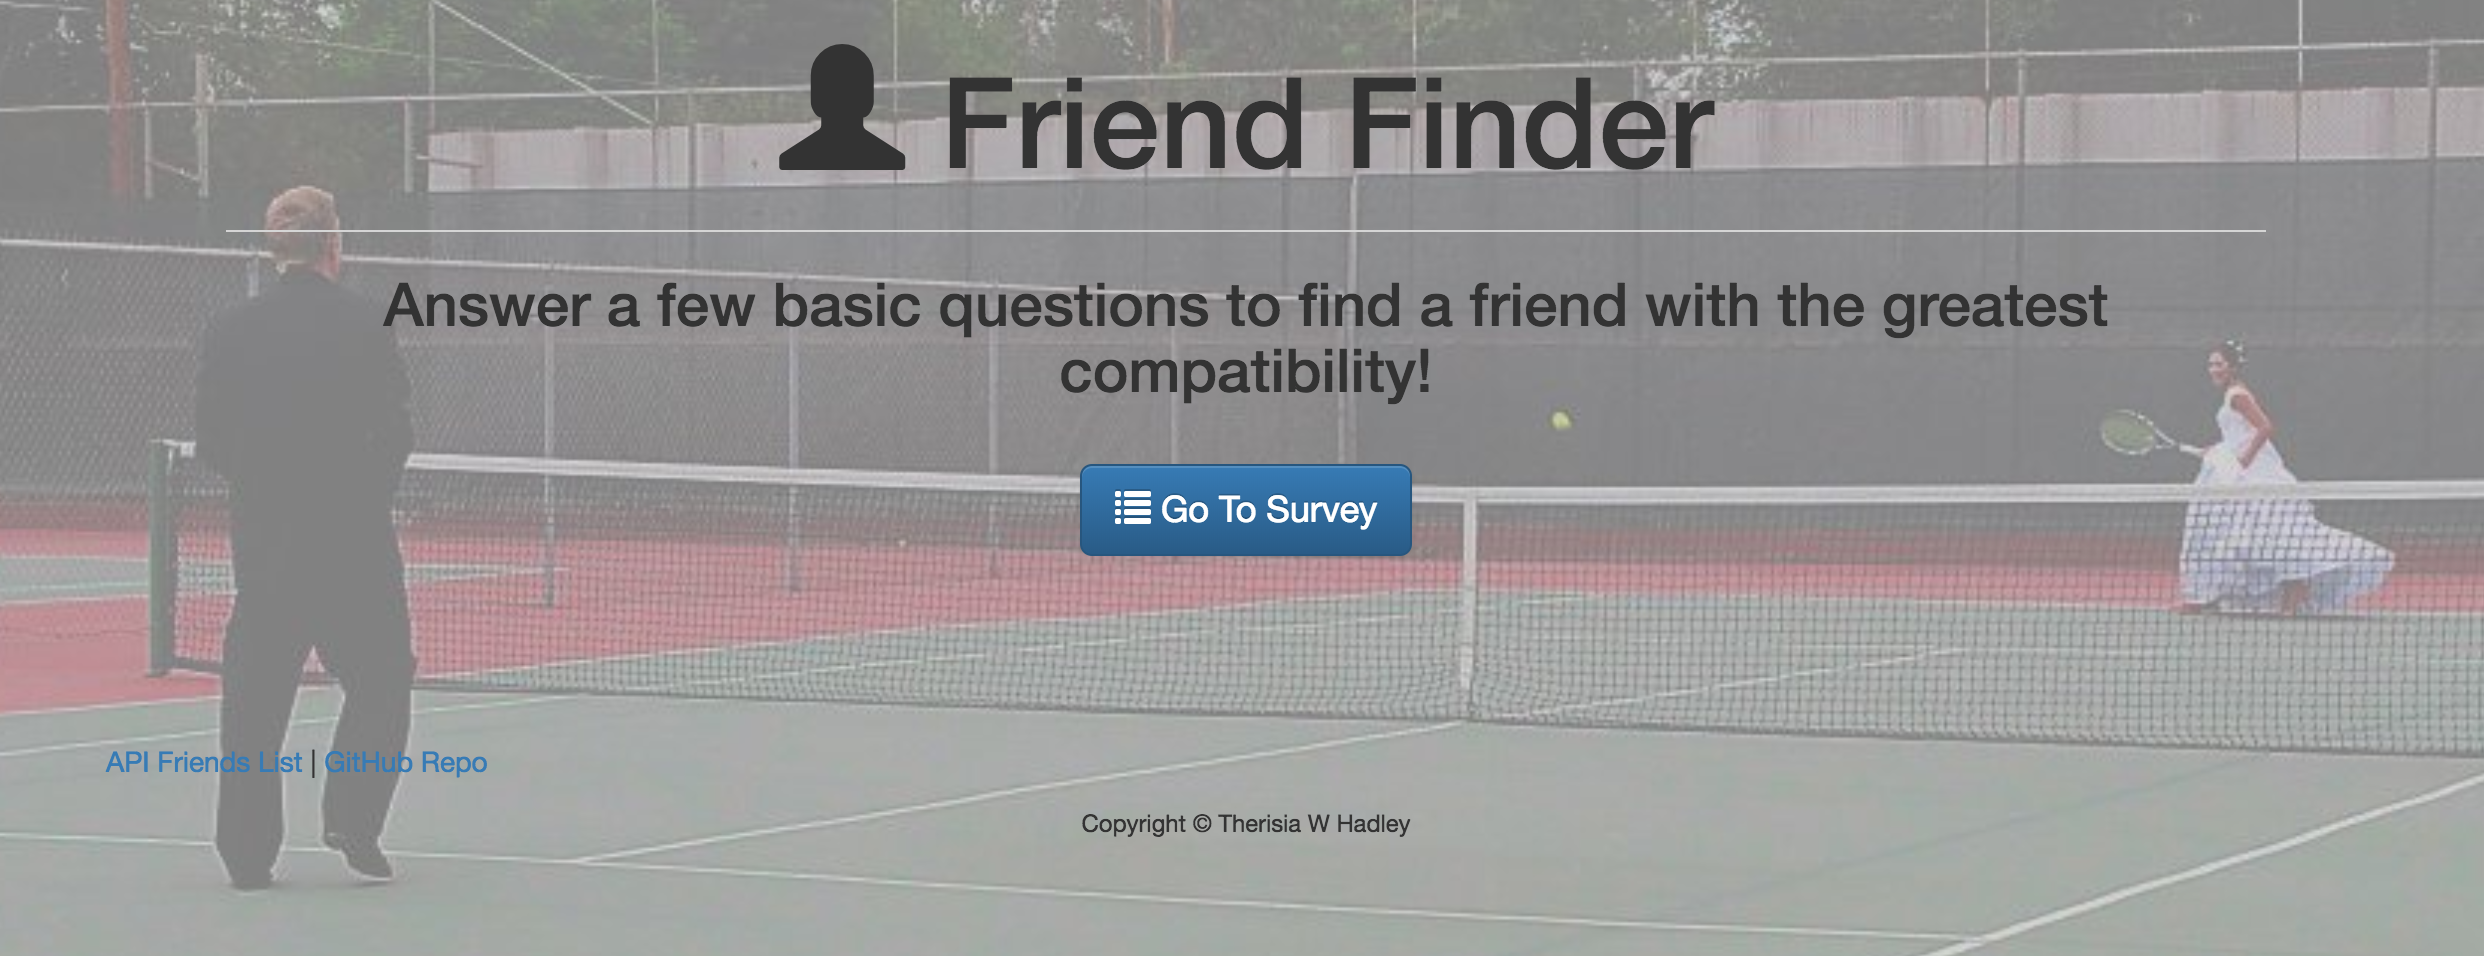 Friend Finder
Answer a few basic questions to find a friend with the greatest
compatibility!
Go To Survey
API Friends List | GitHub Repo
Copyright © Therisia W Hadley